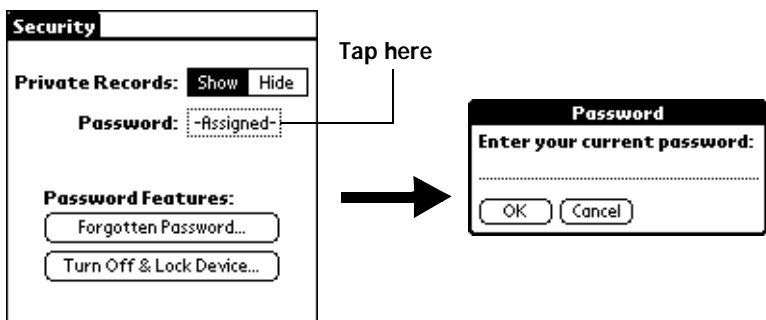 Security
Tap here
Private Records: Show Hide
Password: -Assigned-
Password Features:
Forgotten Password...
Turn Off & Lock Device...
Password
Enter your current password:
OK Cancel